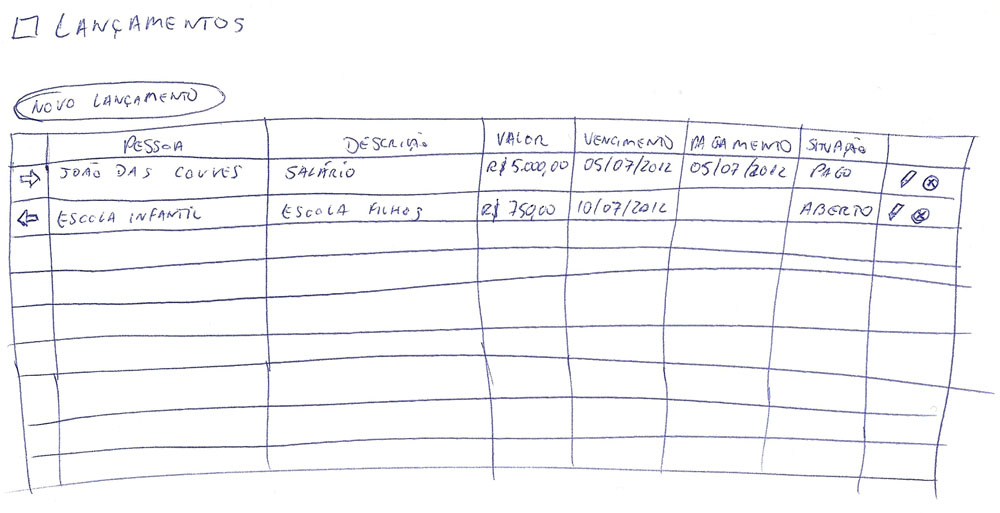 LANÇAMENTOS
NOVO LANÇAMENTO
PESSOA DESCRIÇÃO VALOR VENCIMENTO PAGAMENTO SITUAÇÃO
JOÃO DAS COUVES SALÁRIO R$ 5.000,00 05/07/2012 05/07/2012 PAGO
ESCOLA INFANTIL ESCOLA FILHOS R$ 750,00 10/07/2012 ABERTO